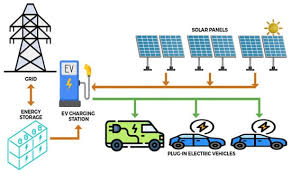 SOLAR PANELS
EV
GRID
ENERGY
STORAGE
EV CHARGING
STATION
PLUG-IN ELECTRIC VEHICLES